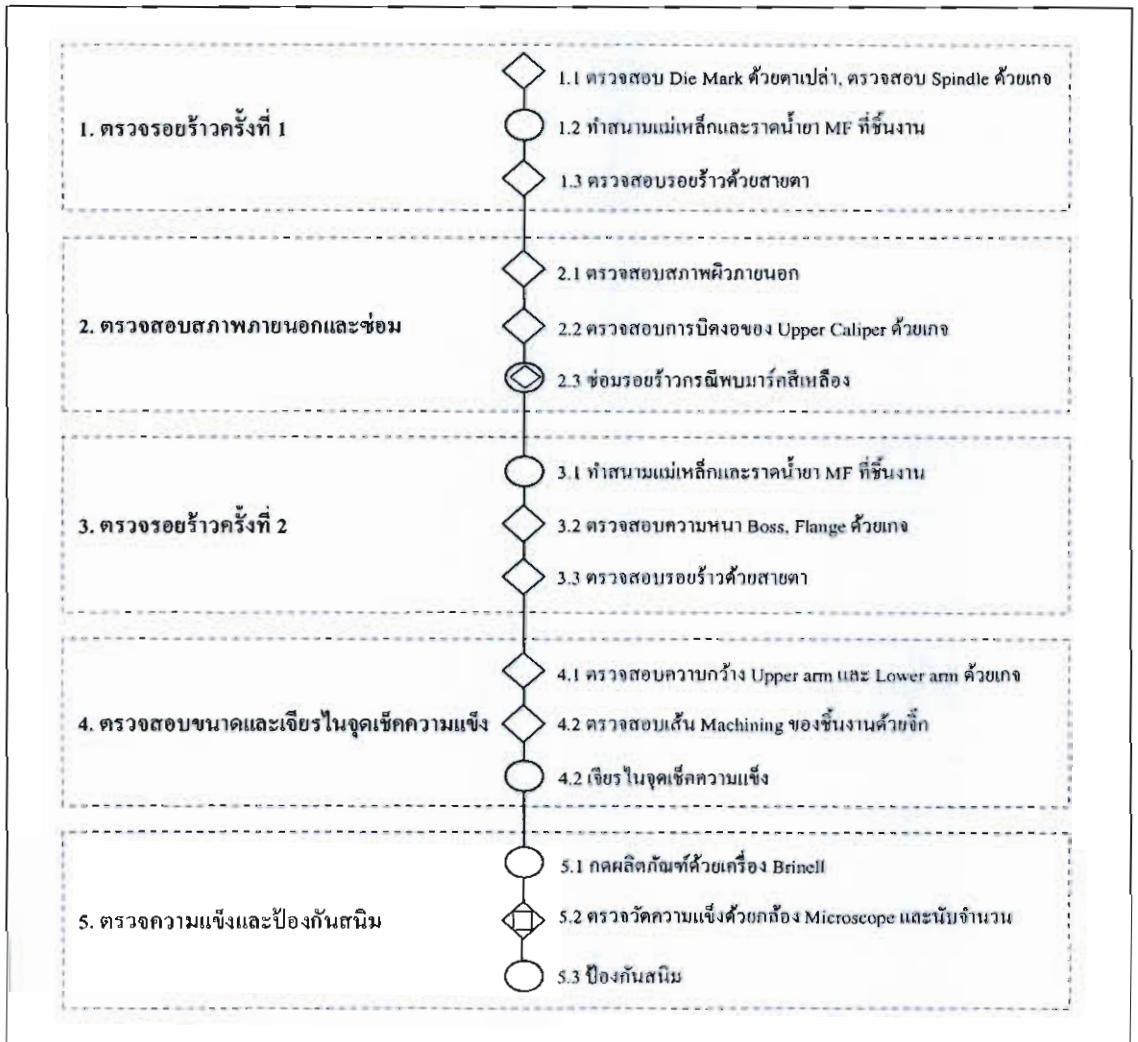 1. ตรวจรอยร้าวครั้งที่ 1
1.1 ตรวจสอบ Die Mark ด้วยตาเปล่า, ตรวจสอบ Spindle ด้วยเกจ
1.2 ทำสนามแม่เหล็กและราดน้ำยา MF ที่ชิ้นงาน
1.3 ตรวจสอบรอยร้าวด้วยสายตา
2. ตรวจสอบสภาพภายนอกและซ่อม
2.1 ตรวจสอบสภาพผิวภายนอก
2.2 ตรวจสอบการบิดงอของ Upper Caliper ด้วยเกจ
2.3 ซ่อมรอยร้าวกรณีพบมาร์คสีเหลือง
3. ตรวจรอยร้าวครั้งที่ 2
3.1 ทำสนามแม่เหล็กและราดน้ำยา MF ที่ชิ้นงาน
3.2 ตรวจสอบความหนา Boss, Flange ด้วยเกจ
3.3 ตรวจสอบรอยร้าวด้วยสายตา
4. ตรวจสอบขนาดและเจียรในจุดเช็คความแข็ง
4.1 ตรวจสอบความกว้าง Upper arm และ Lower arm ด้วยเกจ
4.2 ตรวจสอบเส้น Machining ของชิ้นงานด้วยจิ๊ก
4.2 เจียรในจุดเช็คความแข็ง
5. ตรวจความแข็งและป้องกันสนิม
5.1 กดผลิตภัณฑ์ด้วยเครื่อง Brinell
5.2 ตรวจวัดความแข็งด้วยกล้อง Microscope และนับจำนวน
5.3 ป้องกันสนิม